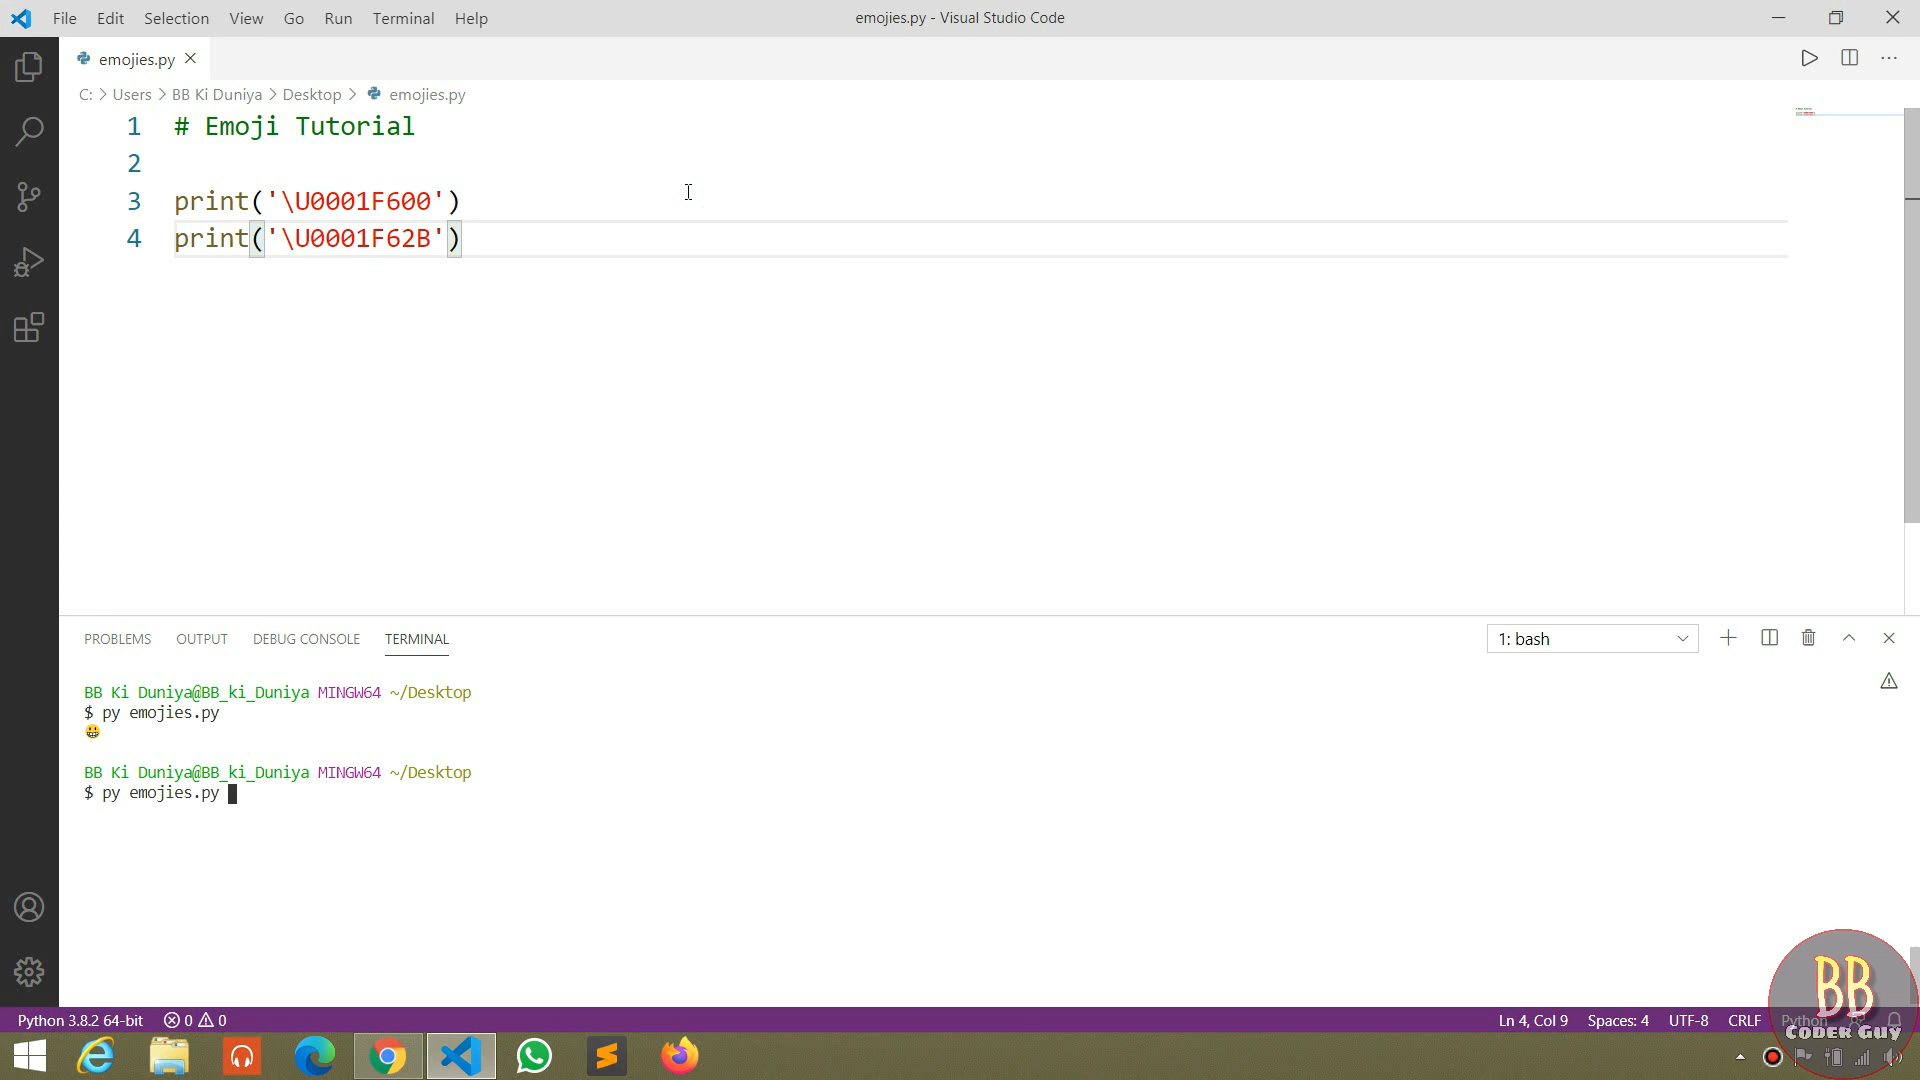 File Edit Selection View Go Run Terminal Help
emojies.py - Visual Studio Code
emojies.py
C: > Users > BB Ki Duniya > Desktop > emojies.py
1 # Emoji Tutorial
2
3 print('\U0001F600')
4 print('\U0001F62B')
PROBLEMS OUTPUT DEBUG CONSOLE TERMINAL
1: bash
BB Ki Duniya@BB_ki_Duniya MINGW64 ~/Desktop
$ py emojies.py
😀
BB Ki Duniya@BB_ki_Duniya MINGW64 ~/Desktop
$ py emojies.py
Python 3.8.2 64-bit 0 0 Ln 4, Col 9 Spaces: 4 UTF-8 CRLF Python
BB
CODER GUY